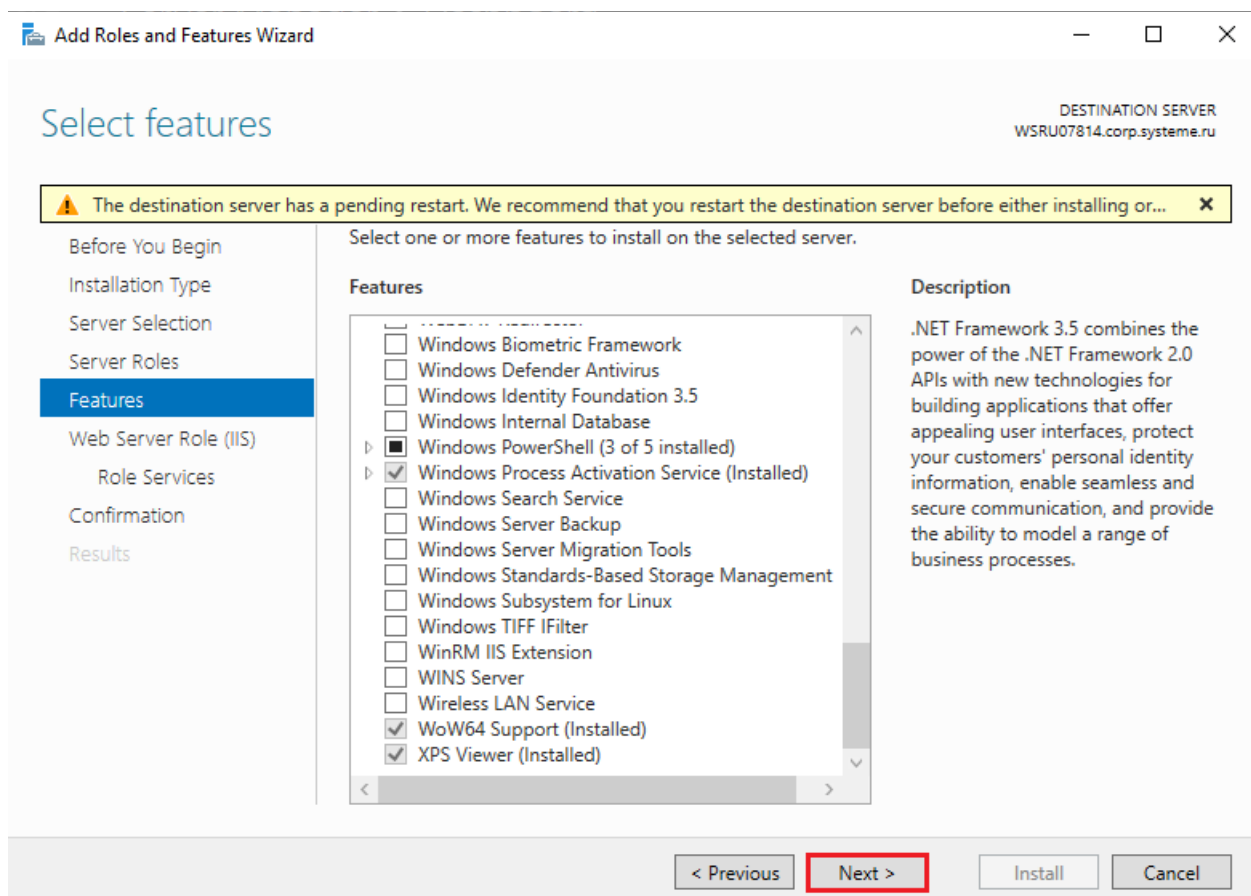 Add Roles and Features Wizard
Select features
DESTINATION SERVER
WSRU07814.corp.systeme.ru
The destination server has a pending restart. We recommend that you restart the destination server before either installing or...
Before You Begin
Installation Type
Server Selection
Server Roles
Features
Web Server Role (IIS)
Role Services
Confirmation
Results
Select one or more features to install on the selected server.
Features
Windows Biometric Framework
Windows Defender Antivirus
Windows Identity Foundation 3.5
Windows Internal Database
Windows PowerShell (3 of 5 installed)
Windows Process Activation Service (Installed)
Windows Search Service
Windows Server Backup
Windows Server Migration Tools
Windows Standards-Based Storage Management
Windows Subsystem for Linux
Windows TIFF IFilter
WinRM IIS Extension
WINS Server
Wireless LAN Service
WoW64 Support (Installed)
XPS Viewer (Installed)
Description
.NET Framework 3.5 combines the
power of the .NET Framework 2.0
APIs with new technologies for
building applications that offer
appealing user interfaces, protect
your customers' personal identity
information, enable seamless and
secure communication, and provide
the ability to model a range of
business processes.
< Previous
Next >
Install
Cancel